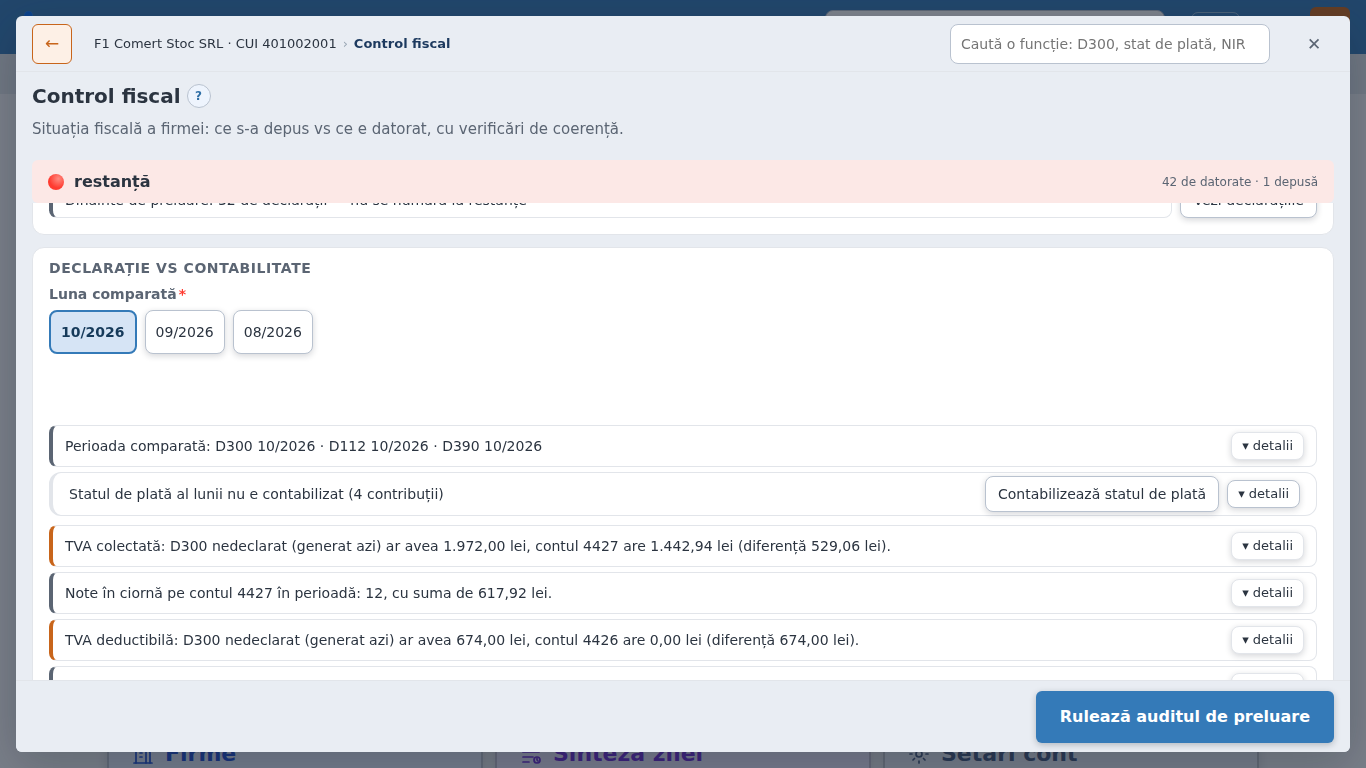 ←
F1 Comert Stoc SRL · CUI 401002001 › Control fiscal
Caută o funcție: D300, stat de plată, NIR
✕
Control fiscal ?
Situația fiscală a firmei: ce s-a depus vs ce e datorat, cu verificări de coerență.
restanță
42 de datorate · 1 depusă
DECLARAȚIE VS CONTABILITATE
Luna comparată*
10/2026 09/2026 08/2026
Perioada comparată: D300 10/2026 · D112 10/2026 · D390 10/2026
▾ detalii
Statul de plată al lunii nu e contabilizat (4 contribuții)
Contabilizează statul de plată
▾ detalii
TVA colectată: D300 nedeclarat (generat azi) ar avea 1.972,00 lei, contul 4427 are 1.442,94 lei (diferență 529,06 lei).
▾ detalii
Note în ciornă pe contul 4427 în perioadă: 12, cu suma de 617,92 lei.
▾ detalii
TVA deductibilă: D300 nedeclarat (generat azi) ar avea 674,00 lei, contul 4426 are 0,00 lei (diferență 674,00 lei).
▾ detalii
Rulează auditul de preluare
Firme
Sinteza zilei
Setări cont